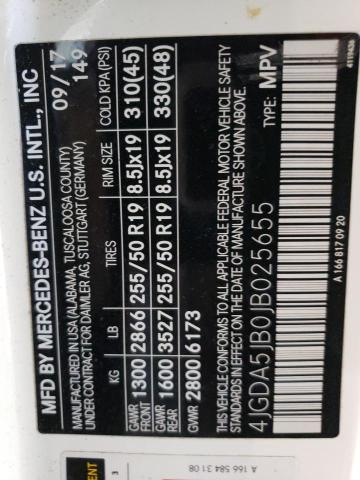 MFD BY MERCEDES-BENZ U.S. INTL., INC
MANUFACTURED IN USA (ALABAMA, TUSCALOOSA COUNTY) 09/17
UNDER CONTRACT FOR DAIMLER AG, STUTTGART (GERMANY) 149
KG LB TIRES RIM SIZE COLD KPA (PSI)
GAWR FRONT 1300 2866 255/50 R19 8.5Jx19 310(45)
GAWR REAR 1600 3527 255/50 R19 8.5Jx19 330(48)
GVWR 2800 6173
THIS VEHICLE CONFORMS TO ALL APPLICABLE FEDERAL MOTOR VEHICLE SAFETY
STANDARDS IN EFFECT ON THE DATE OF MANUFACTURE SHOWN ABOVE.
4JGDA5JB0JB025655 TYPE: MPV
A 166 817 09 20
A 166 584 31 08
3